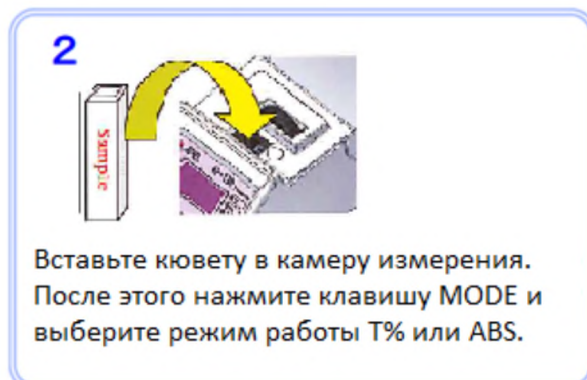 2
Sample
Вставьте кювету в камеру измерения.
После этого нажмите клавишу MODE и
выберите режим работы T% или ABS.